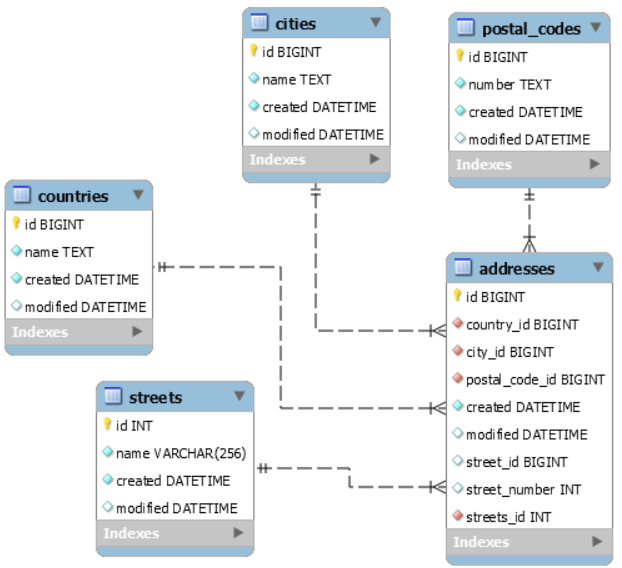 cities
id BIGINT
name TEXT
created DATETIME
modified DATETIME
Indexes
postal_codes
id BIGINT
number TEXT
created DATETIME
modified DATETIME
Indexes
countries
id BIGINT
name TEXT
created DATETIME
modified DATETIME
Indexes
addresses
id BIGINT
country_id BIGINT
city_id BIGINT
postal_code_id BIGINT
created DATETIME
modified DATETIME
street_id BIGINT
street_number INT
streets_id INT
Indexes
streets
id INT
name VARCHAR(256)
created DATETIME
modified DATETIME
Indexes